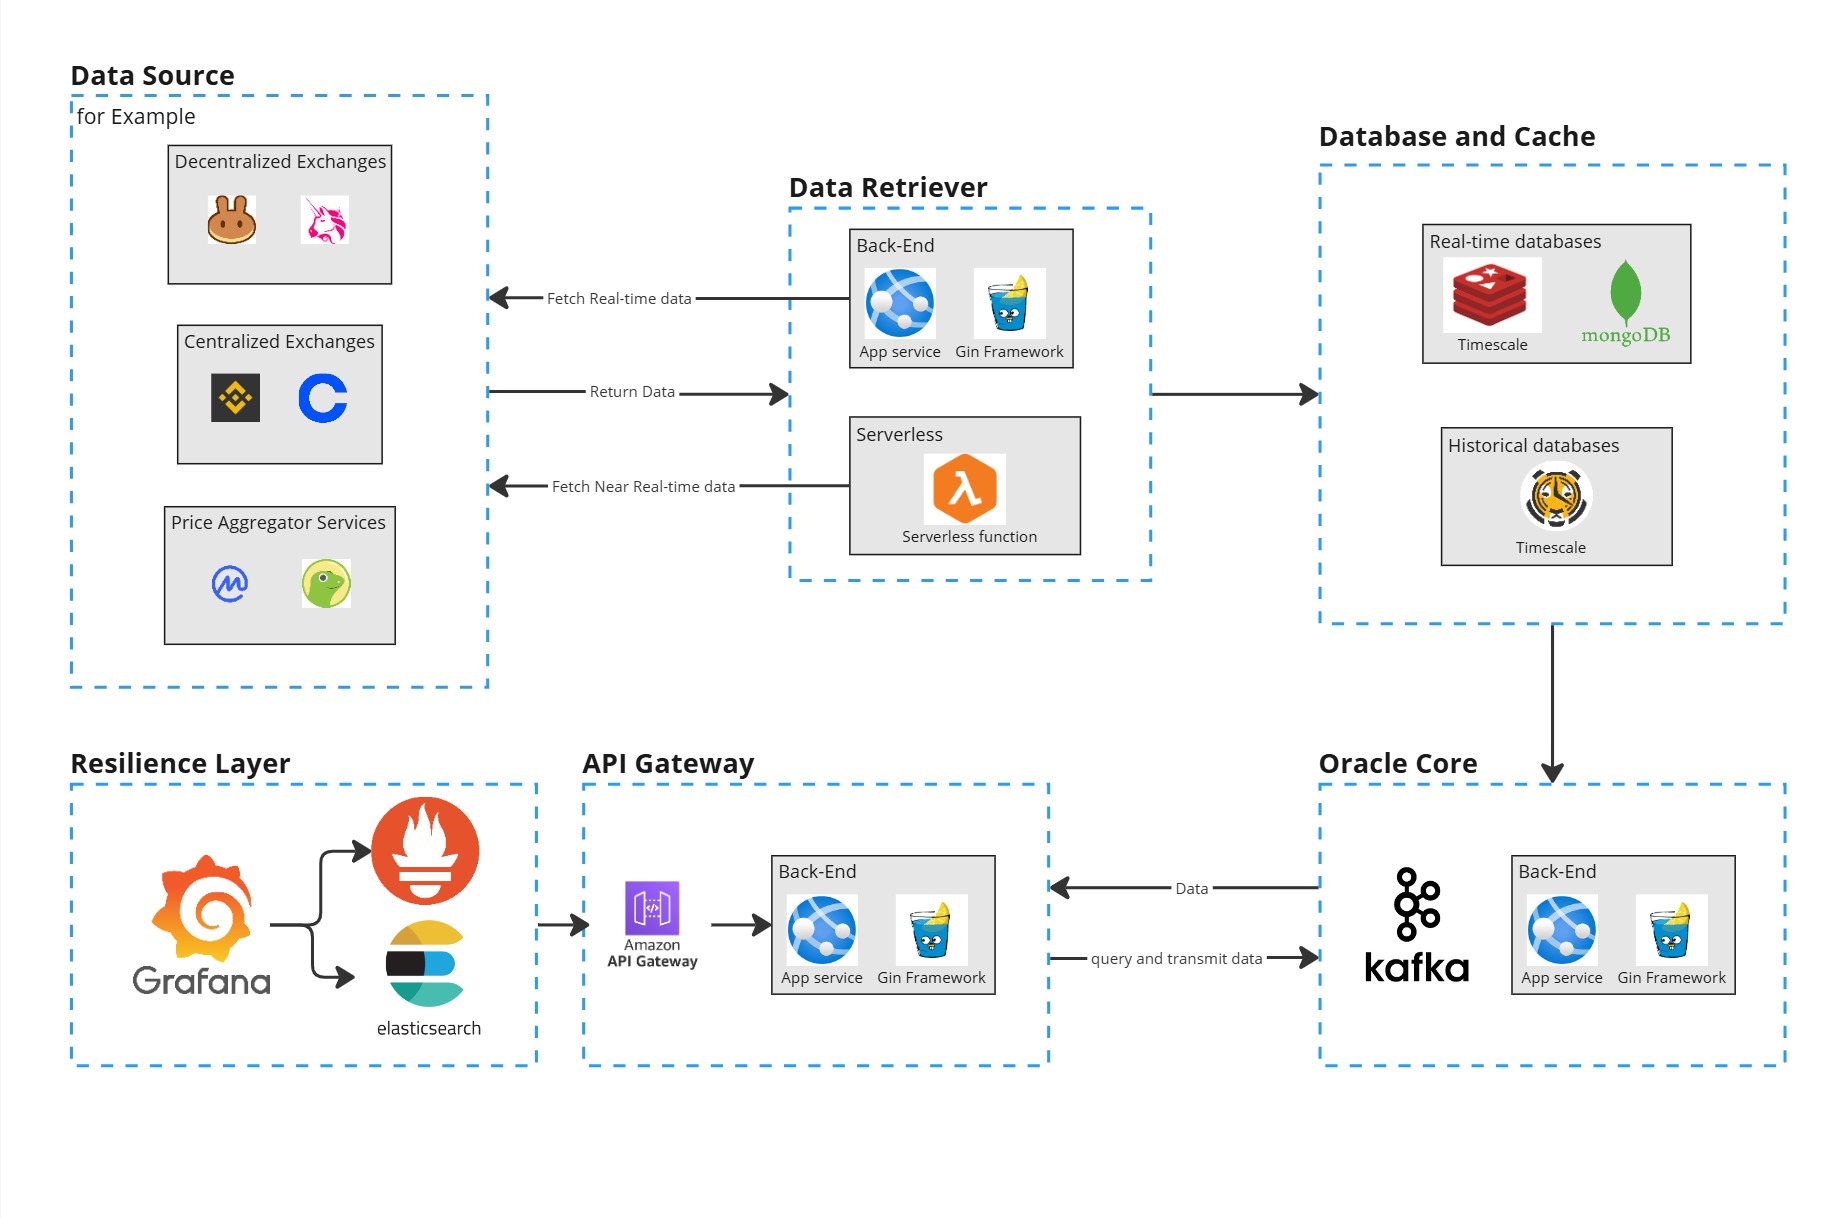 Data Source
for Example
Decentralized Exchanges
Centralized Exchanges
Price Aggregator Services
Fetch Real-time data
Return Data
Fetch Near Real-time data
Data Retriever
Back-End
App service
Gin Framework
Serverless
Serverless function
Database and Cache
Real-time databases
Timescale
mongoDB
Historical databases
Timescale
Resilience Layer
Grafana
elasticsearch
API Gateway
Amazon
API Gateway
Back-End
App service
Gin Framework
Data
query and transmit data
Oracle Core
kafka
Back-End
App service
Gin Framework